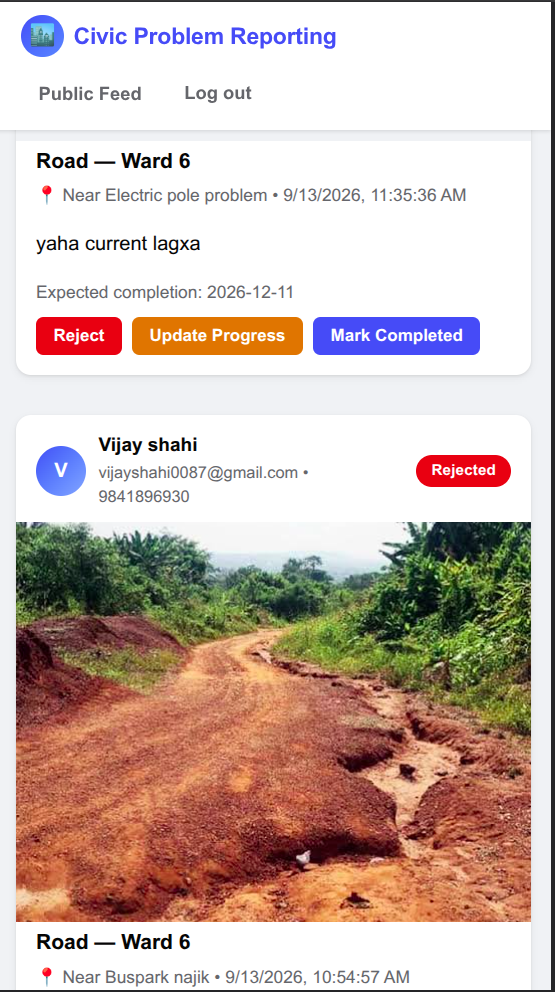 Civic Problem Reporting
Public Feed Log out
Road — Ward 6
📍 Near Electric pole problem • 9/13/2026, 11:35:36 AM
yaha current lagxa
Expected completion: 2026-12-11
Reject Update Progress Mark Completed
V
Vijay shahi
vijayshahi0087@gmail.com •
9841896930
Rejected
Road — Ward 6
📍 Near Buspark najik • 9/13/2026, 10:54:57 AM